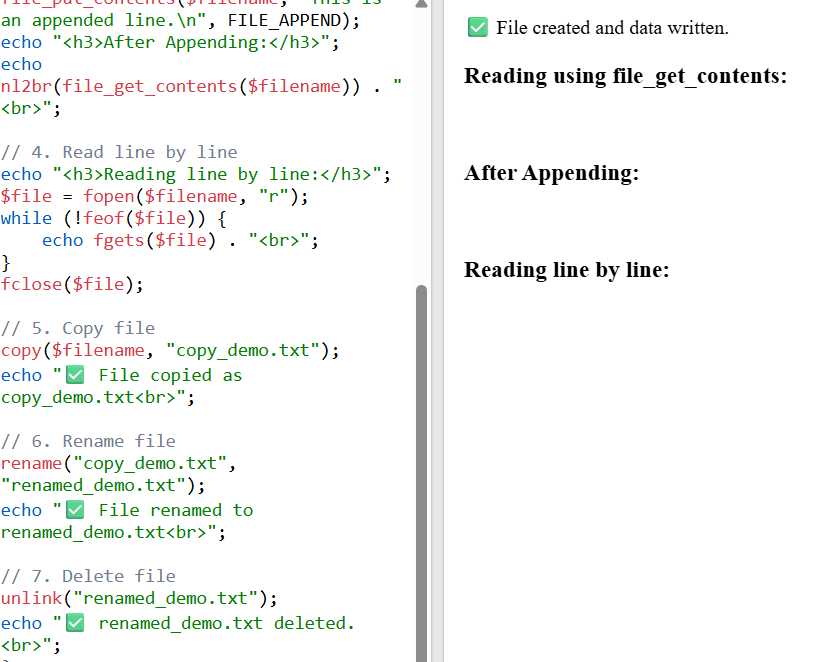 file_put_contents($filename, "This is
an appended line.\n", FILE_APPEND);
echo "<h3>After Appending:</h3>";
echo
nl2br(file_get_contents($filename)) . "
<br>";
// 4. Read line by line
echo "<h3>Reading line by line:</h3>";
$file = fopen($filename, "r");
while (!feof($file)) {
    echo fgets($file) . "<br>";
}
fclose($file);
// 5. Copy file
copy($filename, "copy_demo.txt");
echo "✅ File copied as
copy_demo.txt<br>";
// 6. Rename file
rename("copy_demo.txt",
"renamed_demo.txt");
echo "✅ File renamed to
renamed_demo.txt<br>";
// 7. Delete file
unlink("renamed_demo.txt");
echo "✅ renamed_demo.txt deleted.
<br>";
✅ File created and data written.
Reading using file_get_contents:
After Appending:
Reading line by line: